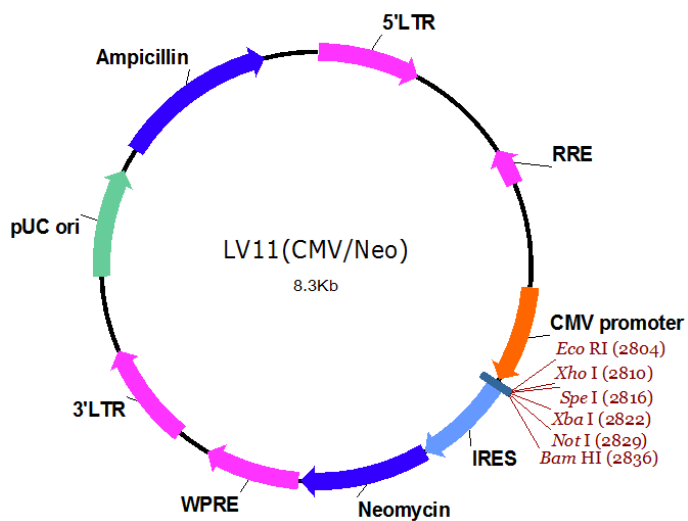 5'LTR
Ampicillin
RRE
pUC ori
LV11(CMV/Neo)
8.3Kb
CMV promoter
Eco RI (2804)
Xho I (2810)
Spe I (2816)
Xba I (2822)
Not I (2829)
Bam HI (2836)
3'LTR
IRES
WPRE
Neomycin